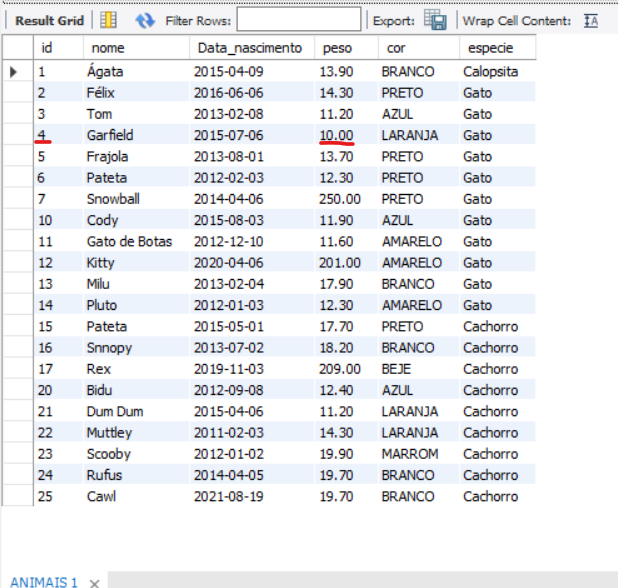 Result Grid Filter Rows: Export: Wrap Cell Content: IA
id nome Data_nascimento peso cor especie
1 Ágata 2015-04-09 13.90 BRANCO Calopsita
2 Félix 2016-06-06 14.30 PRETO Gato
3 Tom 2013-02-08 11.20 AZUL Gato
4 Garfield 2015-07-06 10.00 LARANJA Gato
5 Frajola 2013-08-01 13.70 PRETO Gato
6 Pateta 2012-02-03 12.30 PRETO Gato
7 Snowball 2014-04-06 250.00 PRETO Gato
10 Cody 2015-08-03 11.90 AZUL Gato
11 Gato de Botas 2012-12-10 11.60 AMARELO Gato
12 Kitty 2020-04-06 201.00 AMARELO Gato
13 Milu 2013-02-04 17.90 BRANCO Gato
14 Pluto 2012-01-03 12.30 AMARELO Gato
15 Pateta 2015-05-01 17.70 PRETO Cachorro
16 Snnopy 2013-07-02 18.20 BRANCO Cachorro
17 Rex 2019-11-03 209.00 BEJE Cachorro
20 Bidu 2012-09-08 12.40 AZUL Cachorro
21 Dum Dum 2015-04-06 11.20 LARANJA Cachorro
22 Muttley 2011-02-03 14.30 LARANJA Cachorro
23 Scooby 2012-01-02 19.90 MARROM Cachorro
24 Rufus 2014-04-05 19.70 BRANCO Cachorro
25 Cawl 2021-08-19 19.70 BRANCO Cachorro
ANIMAIS 1